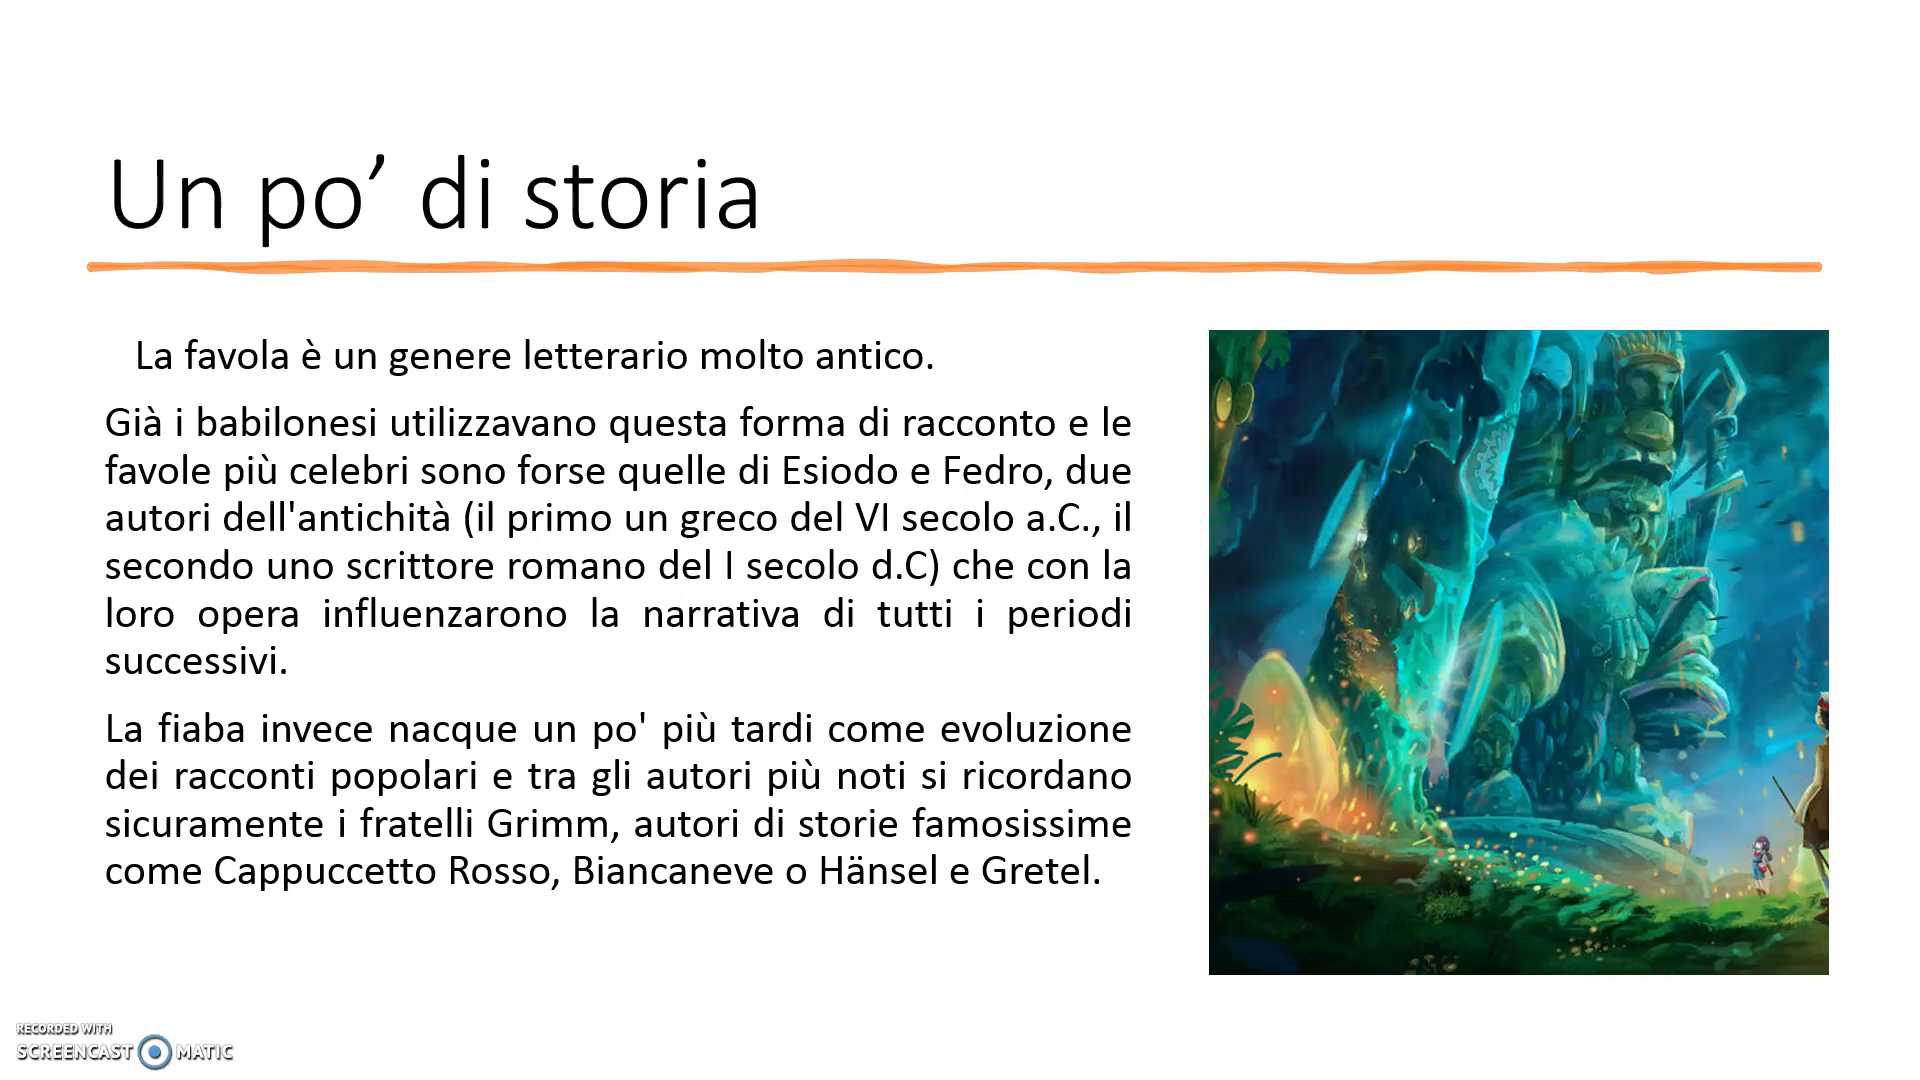 Un po’ di storia
La favola è un genere letterario molto antico.
Già i babilonesi utilizzavano questa forma di racconto e le
favole più celebri sono forse quelle di Esiodo e Fedro, due
autori dell'antichità (il primo un greco del VI secolo a.C., il
secondo uno scrittore romano del I secolo d.C) che con la
loro opera influenzarono la narrativa di tutti i periodi
successivi.
La fiaba invece nacque un po' più tardi come evoluzione
dei racconti popolari e tra gli autori più noti si ricordano
sicuramente i fratelli Grimm, autori di storie famosissime
come Cappuccetto Rosso, Biancaneve o Hänsel e Gretel.
RECORDED WITH
SCREENCAST MATIC